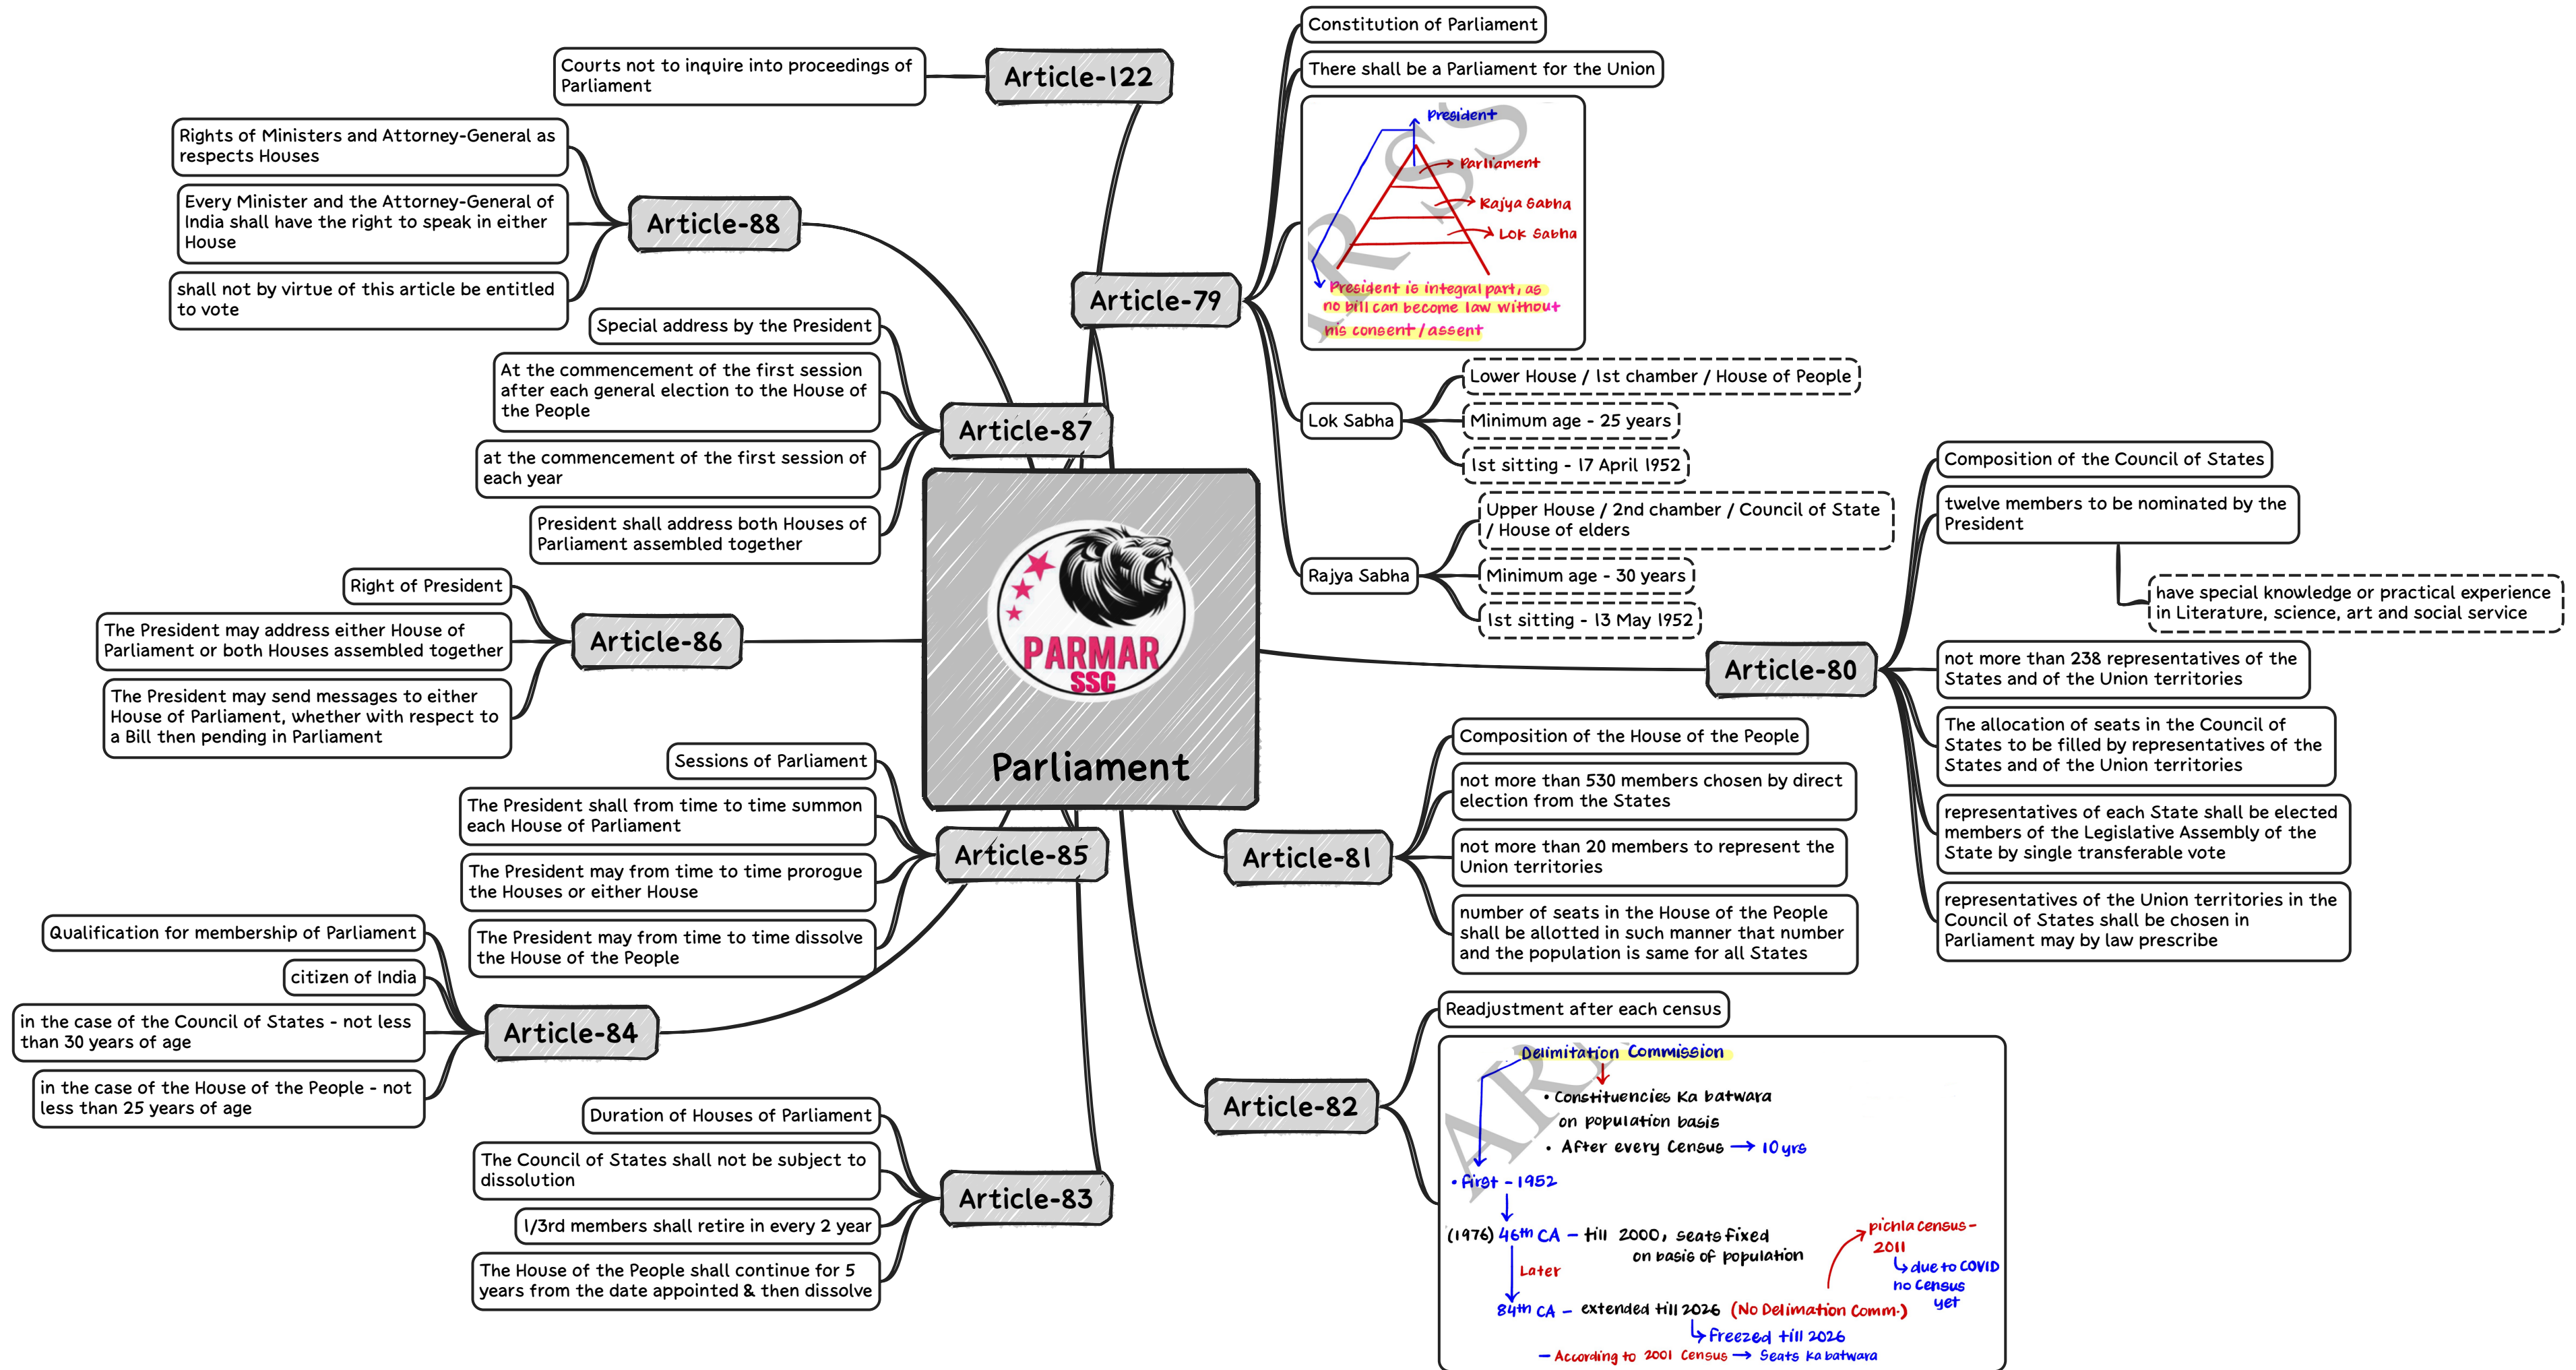 Courts not to inquire into proceedings of
Parliament
Article-122
Rights of Ministers and Attorney-General as
respects Houses
Every Minister and the Attorney-General of
India shall have the right to speak in either
House
shall not by virtue of this article be entitled
to vote
Article-88
Special address by the President
At the commencement of the first session
after each general election to the House of
the People
at the commencement of the first session of
each year
President shall address both Houses of
Parliament assembled together
Article-87
Right of President
The President may address either House of
Parliament or both Houses assembled together
The President may send messages to either
House of Parliament, whether with respect to
a Bill then pending in Parliament
Article-86
Sessions of Parliament
The President shall from time to time summon
each House of Parliament
The President may from time to time prorogue
the Houses or either House
The President may from time to time dissolve
the House of the People
Article-85
Qualification for membership of Parliament
citizen of India
in the case of the Council of States - not less
than 30 years of age
in the case of the House of the People - not
less than 25 years of age
Article-84
Duration of Houses of Parliament
The Council of States shall not be subject to
dissolution
1/3rd members shall retire in every 2 year
The House of the People shall continue for 5
years from the date appointed & then dissolve
Article-83
PARMAR
SSC
Parliament
Article-79
Constitution of Parliament
There shall be a Parliament for the Union
R SS
President
Parliament
Rajya Sabha
Lok Sabha
President is integral part, as
no bill can become law without
his consent / assent
Lok Sabha
Lower House / 1st chamber / House of People
Minimum age - 25 years
1st sitting - 17 April 1952
Rajya Sabha
Upper House / 2nd chamber / Council of State
/ House of elders
Minimum age - 30 years
1st sitting - 13 May 1952
Article-80
Composition of the Council of States
twelve members to be nominated by the
President
have special knowledge or practical experience
in Literature, science, art and social service
not more than 238 representatives of the
States and of the Union territories
The allocation of seats in the Council of
States to be filled by representatives of the
States and of the Union territories
representatives of each State shall be elected
members of the Legislative Assembly of the
State by single transferable vote
representatives of the Union territories in the
Council of States shall be chosen in
Parliament may by law prescribe
Article-81
Composition of the House of the People
not more than 530 members chosen by direct
election from the States
not more than 20 members to represent the
Union territories
number of seats in the House of the People
shall be allotted in such manner that number
and the population is same for all States
Article-82
Readjustment after each census
AR
Delimitation Commission
• Constituencies Ka batwara
on population basis
• After every Census → 10 yrs
• First - 1952
(1976) 46th CA - till 2000, seats fixed
on basis of population
Later
84th CA - extended till 2026 (No Delimation Comm.)
pichla census -
2011
due to COVID
no Census
yet
Freezed till 2026
- According to 2001 Census → Seats Ka batwara